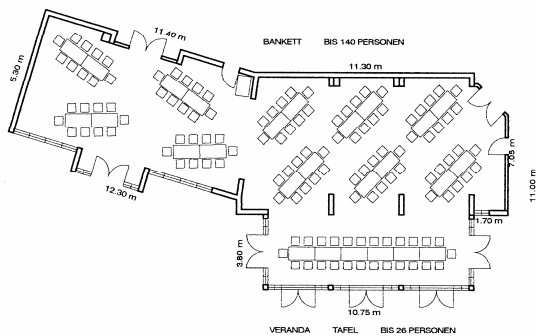 11.40 m
BANKETT BIS 140 PERSONEN
5.30 m
11.30 m
7.05 m
11.00 m
12.30 m
1.70 m
3.80 m
10.75 m
VERANDA TAFEL BIS 26 PERSONEN